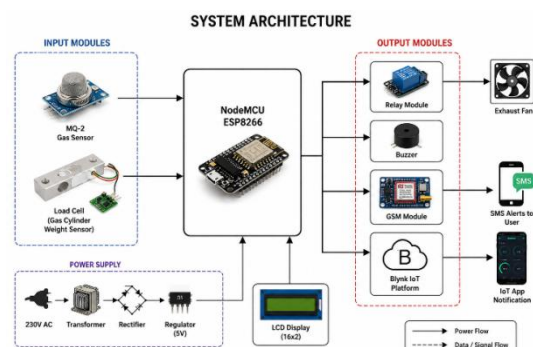 SYSTEM ARCHITECTURE
INPUT MODULES
MQ-2
Gas Sensor
Load Cell
(Gas Cylinder
Weight Sensor)
NodeMCU
ESP8266
OUTPUT MODULES
Relay Module
Exhaust Fan
Buzzer
GSM Module
SMS
SMS Alerts to
User
B
Blynk IoT
Platform
IoT App
Notification
POWER SUPPLY
230V AC
Transformer
Rectifier
Regulator
(5V)
LCD Display
(16x2)
Power Flow
Data / Signal Flow